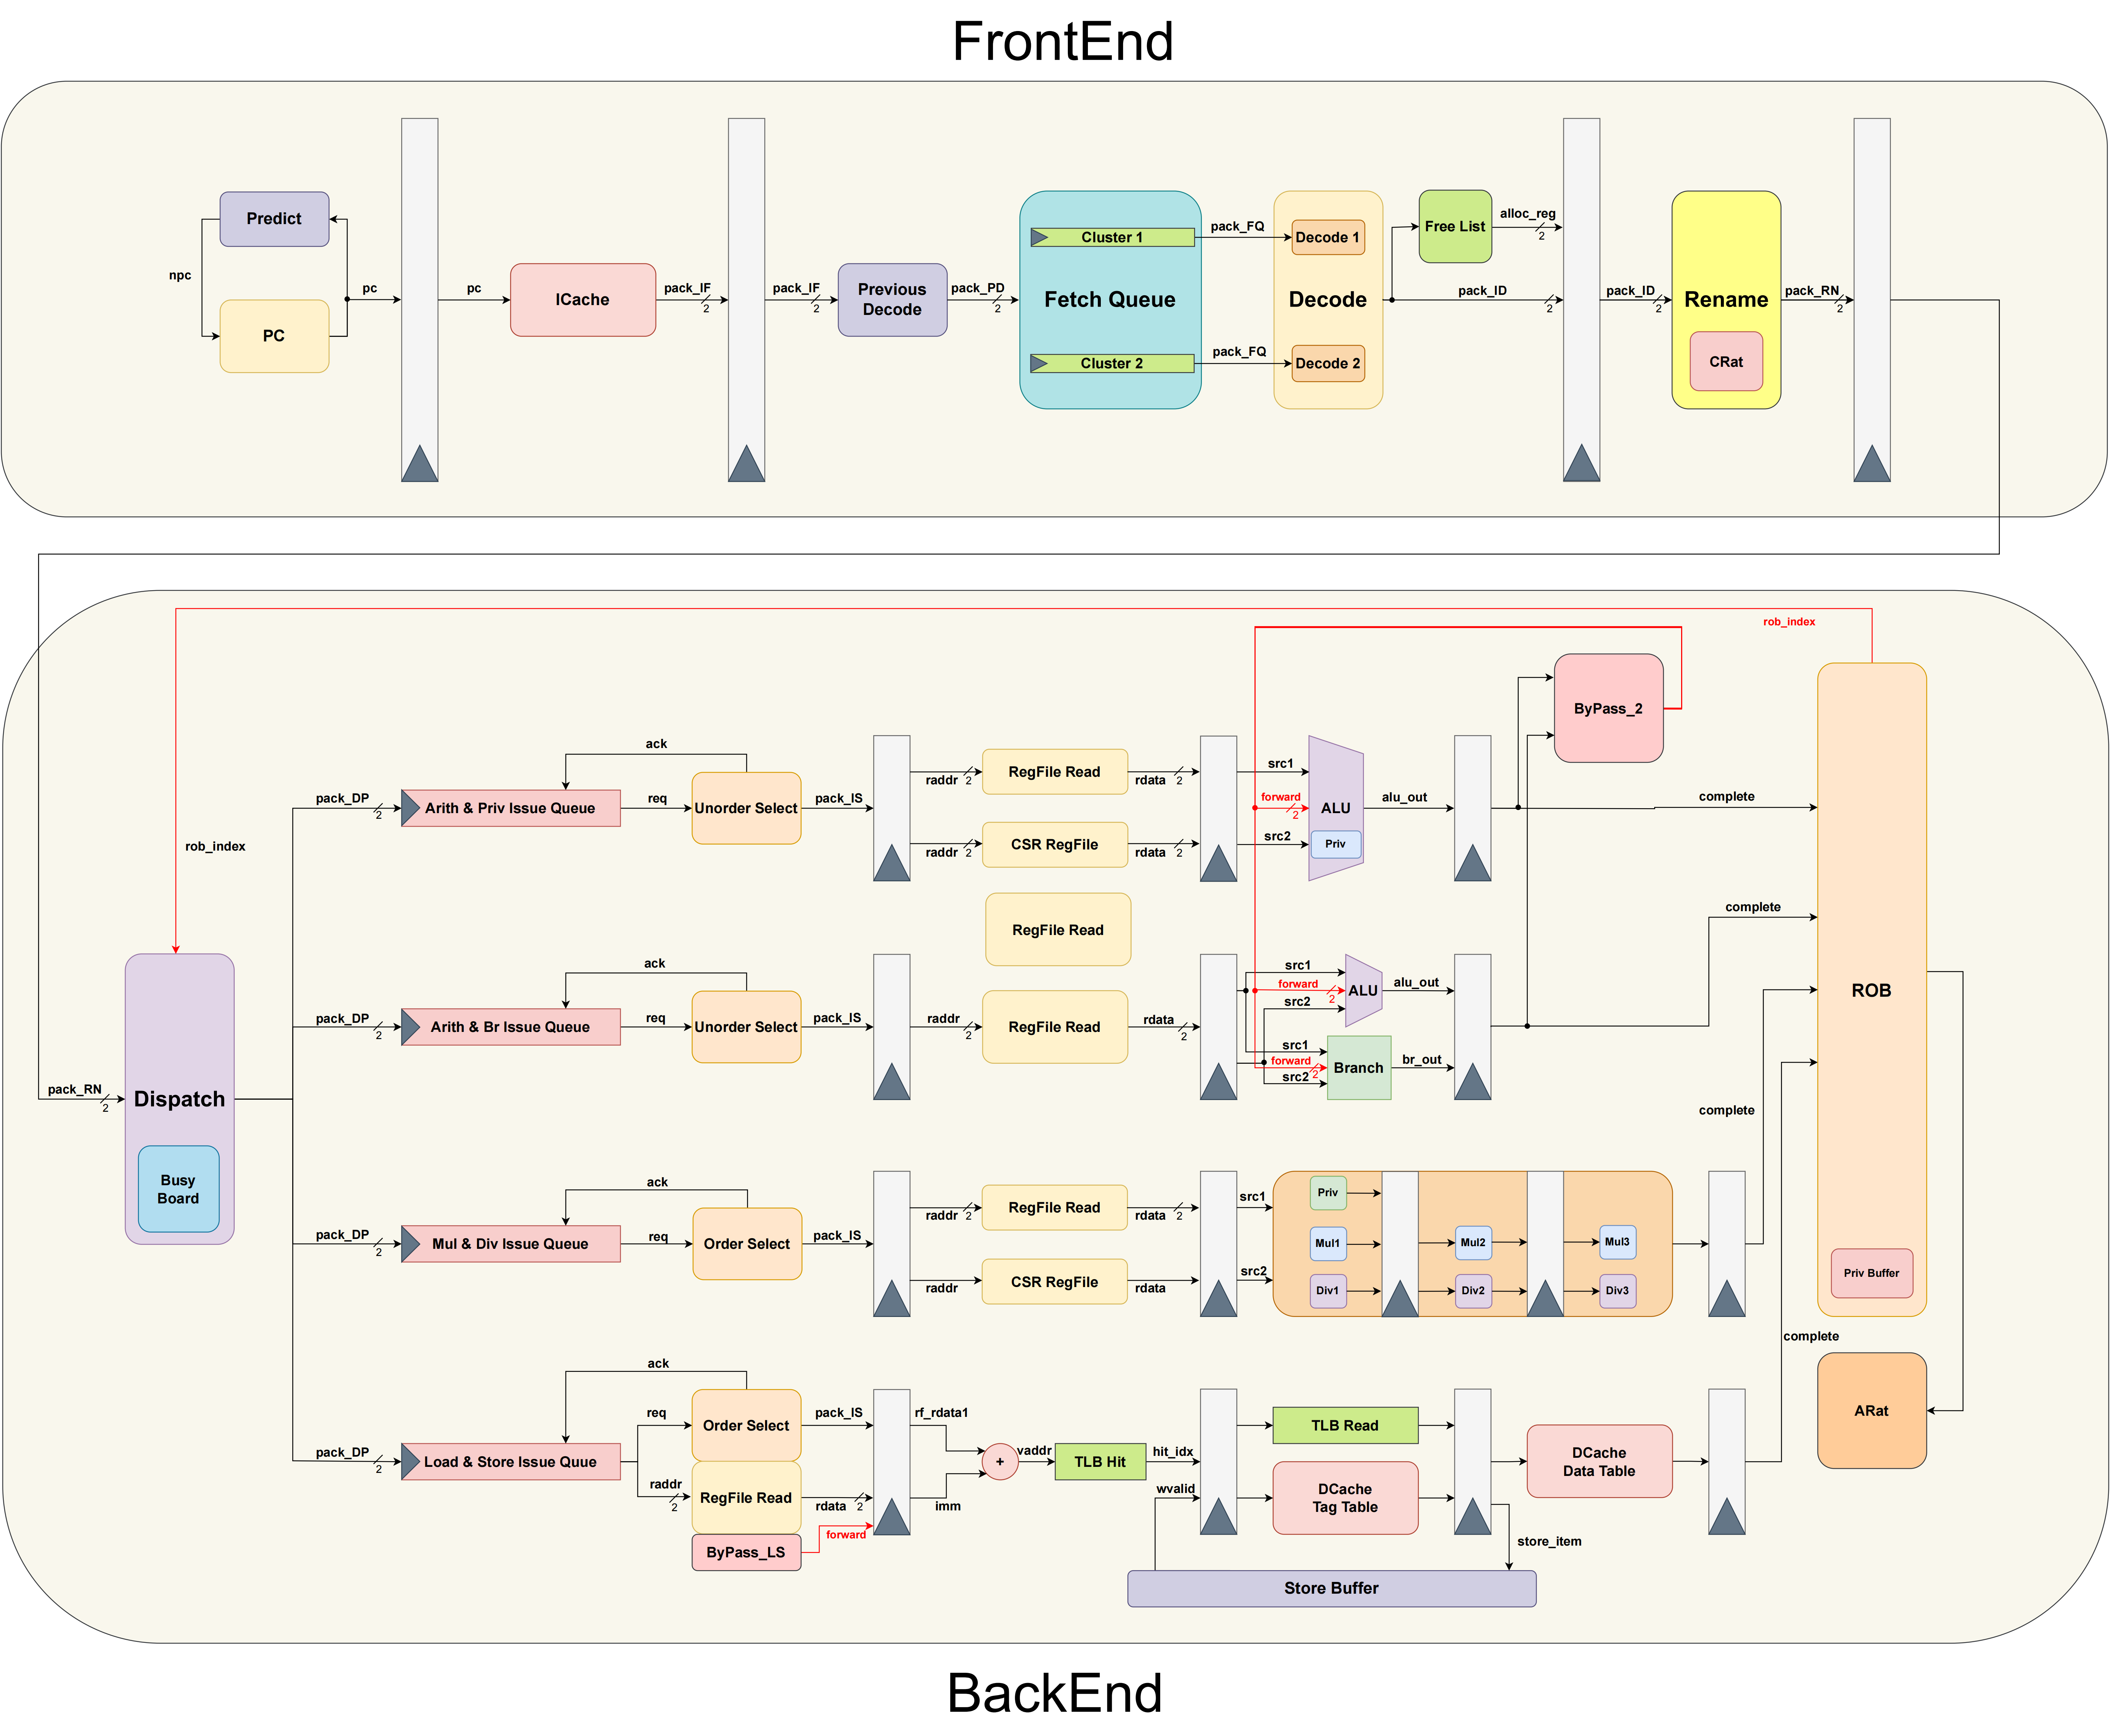 FrontEnd
Predict
npc
PC
pc
pc
ICache
pack_IF
2
pack_IF
2
Previous
Decode
pack_PD
2
Fetch Queue
Cluster 1
Cluster 2
pack_FQ
pack_FQ
Decode
Decode 1
Decode 2
Free List
alloc_reg
2
pack_ID
2
pack_ID
2
Rename
CRat
pack_RN
2
rob_index
rob_index
pack_RN
2
Dispatch
Busy
Board
pack_DP
2
Arith & Priv Issue Queue
ack
req
Unorder Select
pack_IS
raddr
2
RegFile Read
rdata
2
raddr
2
CSR RegFile
rdata
2
src1
forward
2
src2
ALU
Priv
alu_out
ByPass_2
complete
RegFile Read
pack_DP
2
Arith & Br Issue Queue
ack
req
Unorder Select
pack_IS
raddr
2
RegFile Read
rdata
2
src1
forward
2
src2
ALU
alu_out
src1
forward
2
src2
Branch
br_out
complete
pack_DP
2
Mul & Div Issue Queue
ack
req
Order Select
pack_IS
raddr
2
RegFile Read
rdata
2
raddr
CSR RegFile
rdata
src1
src2
Priv
Mul1
Div1
Mul2
Div2
Mul3
Div3
complete
pack_DP
2
Load & Store Issue Quue
ack
req
Order Select
pack_IS
raddr
2
RegFile Read
rdata
2
ByPass_LS
forward
rf_rdata1
imm
+
vaddr
TLB Hit
hit_idx
wvalid
TLB Read
DCache
Tag Table
store_item
DCache
Data Table
complete
Store Buffer
ROB
Priv Buffer
ARat
BackEnd